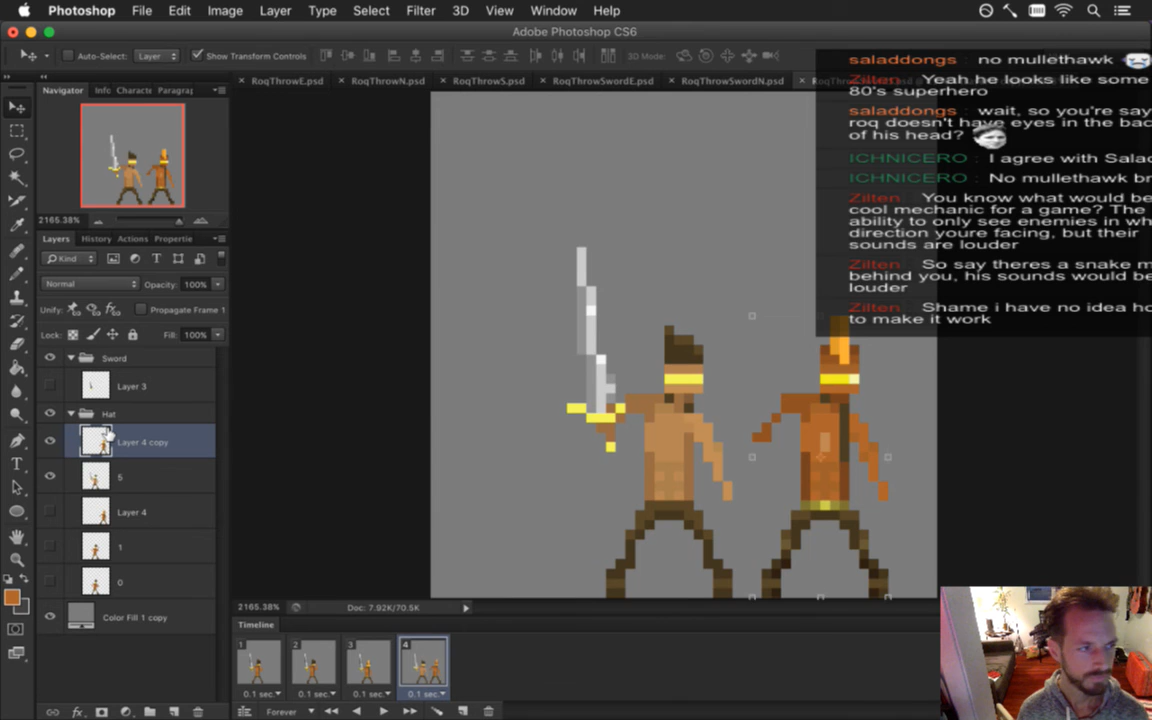 Photoshop File Edit Image Layer Type Select Filter 3D View Window Help
Adobe Photoshop CS6
Auto-Select: Layer Show Transform Controls 3D Mode:
RoqThrowE.psd RoqThrowN.psd RoqThrowS.psd RoqThrowSwordE.psd RoqThrowSwordN.psd
Navigator Info Charact Paragra
2165.38%
Layers History Actions Propertie
Kind
Normal Opacity: 100%
Unify: Propagate Frame 1
Lock: Fill: 100%
Sword
Layer 3
Hat
Layer 4 copy
5
Layer 4
1
0
Color Fill 1 copy
saladdongs : no mullethawk
Zilten : Yeah he looks like some
80's superhero
saladdongs : wait, so you're say
roq doesn't have eyes in the bac
of his head?
ICHNICERO : I agree with Sala
ICHNICERO : No mullethawk br
Zilten : You know what would be
cool mechanic for a game? The
ability to only see enemies in wh
direction youre facing, but their
sounds are louder
Zilten : So say theres a snake m
behind you, his sounds would be
louder
Zilten : Shame i have no idea ho
to make it work
2165.38% Doc: 7.92K/70.5K
Timeline
1 2 3 4
0.1 sec. 0.1 sec. 0.1 sec. 0.1 sec.
Forever